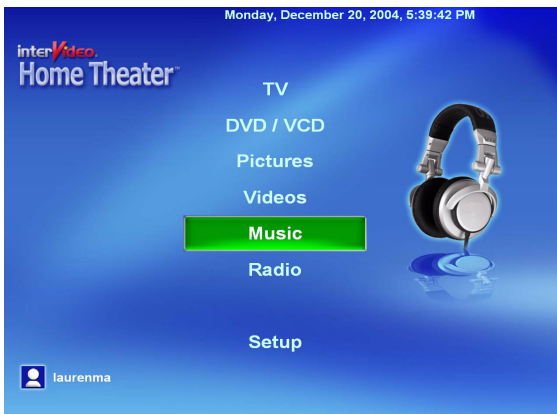 Monday, December 20, 2004, 5:39:42 PM
interVideo.
Home Theater™
TV
DVD / VCD
Pictures
Videos
Music
Radio
Setup
laurenma